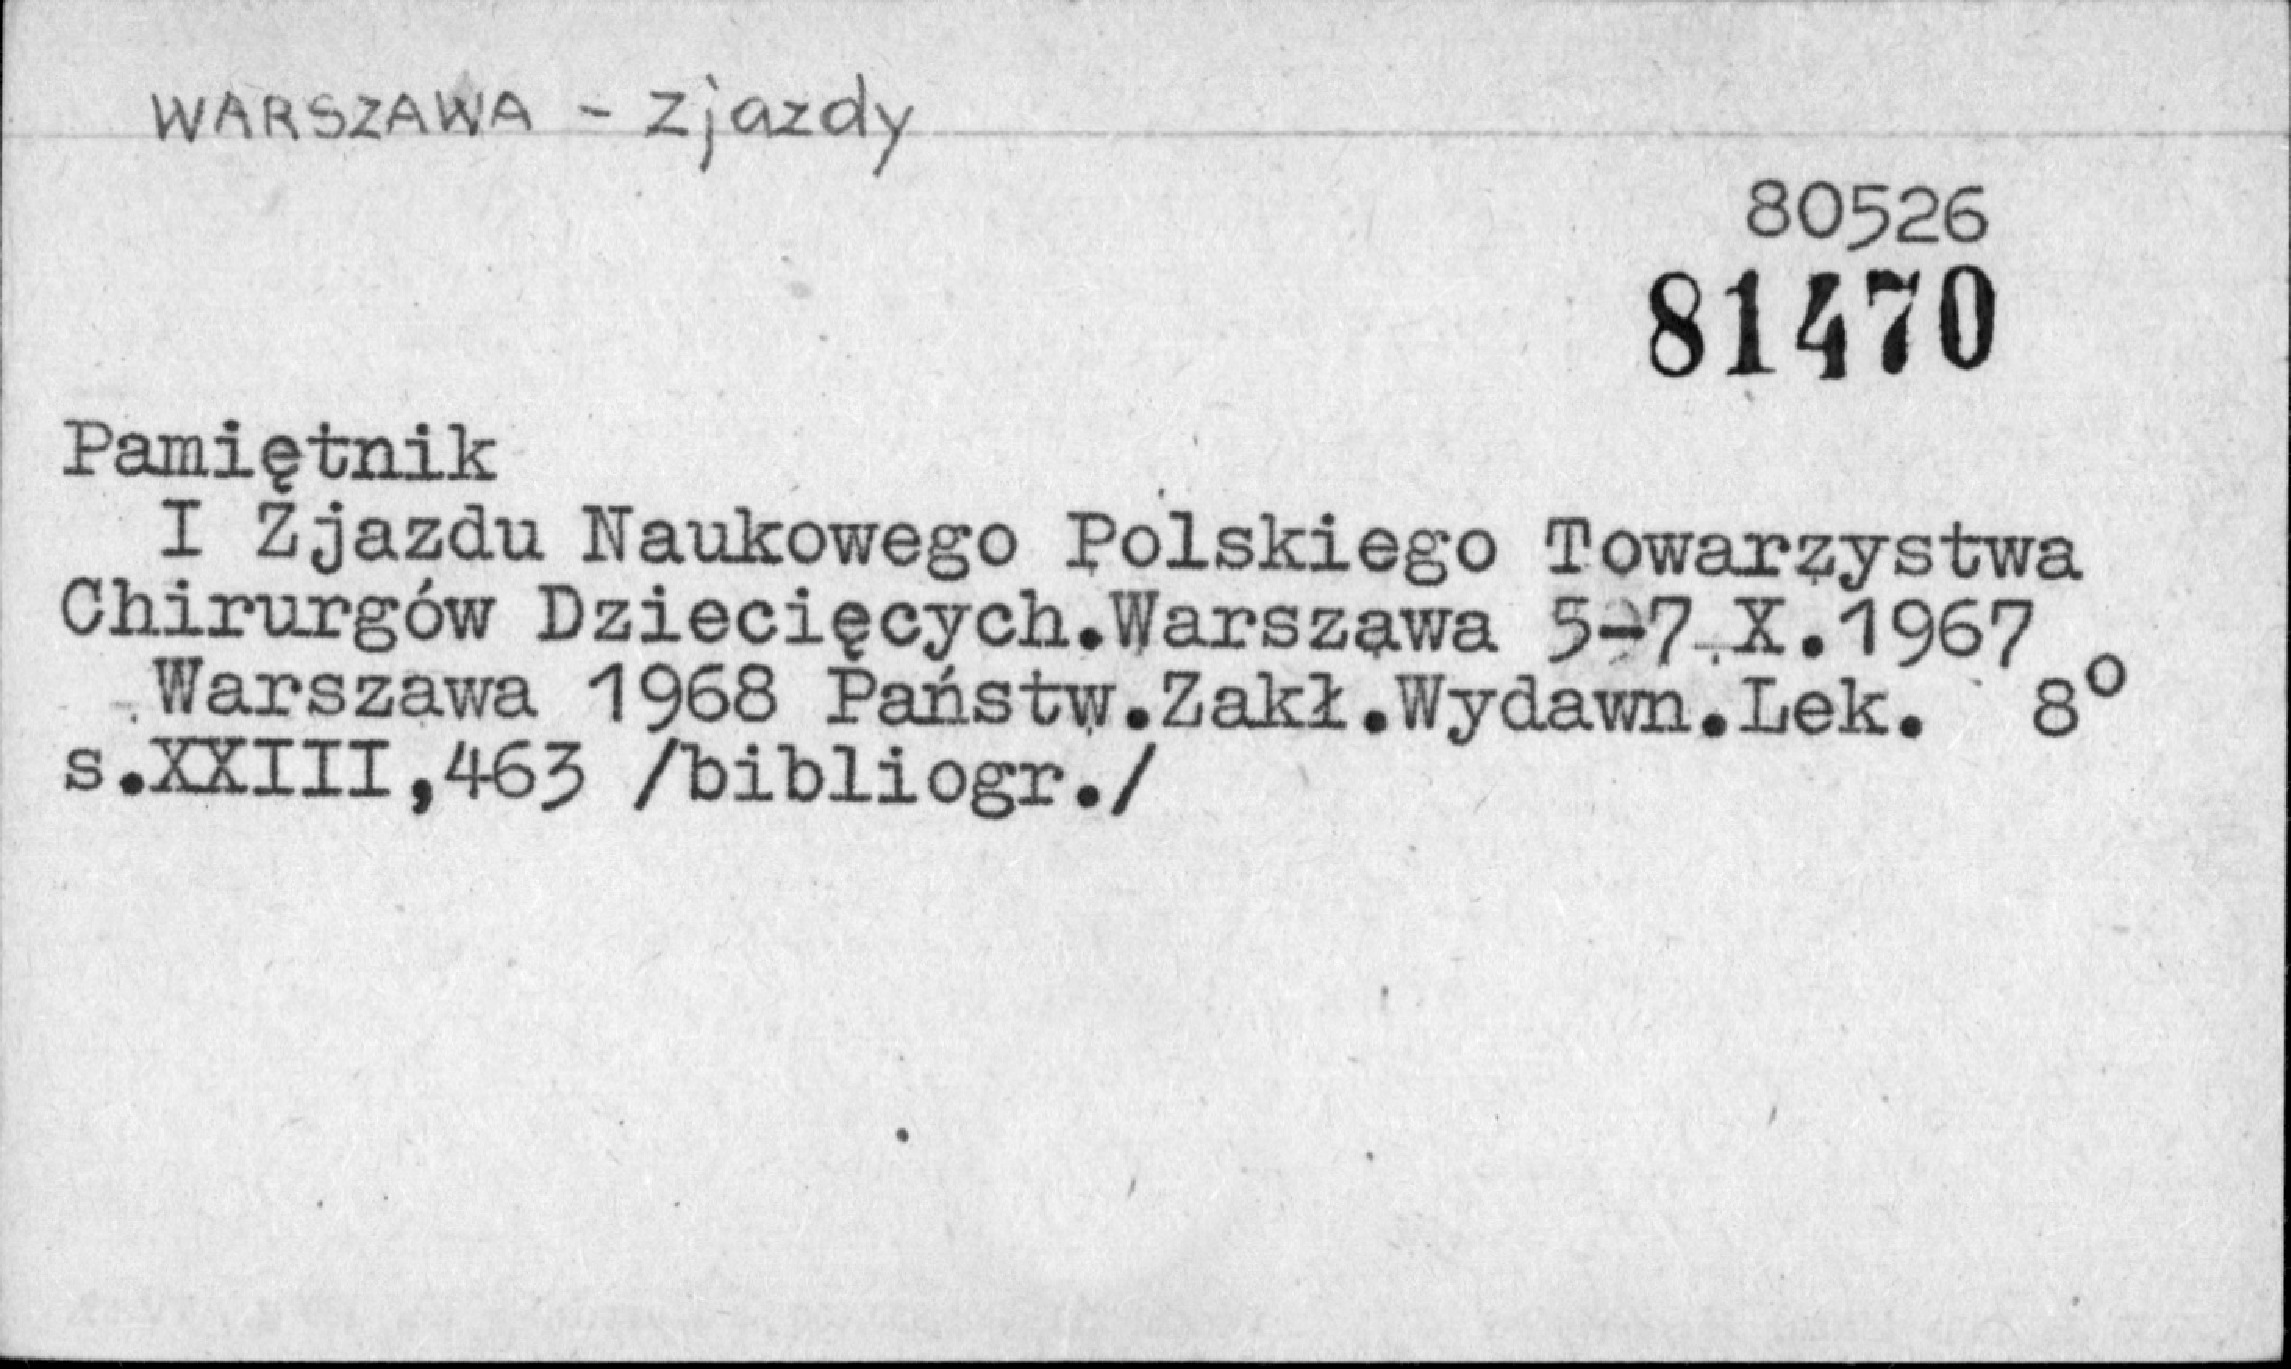 WARSZAWA - Zjazdy
80526
81470
Pamiętnik
I Zjazdu Naukowego Polskiego Towarzystwa
Chirurgów Dziecięcych.Warszawa 5-7 X.1967
Warszawa 1968 Państw.Zakł.Wydawn.Lek. 8º
s.XXIII,463 /bibliogr./